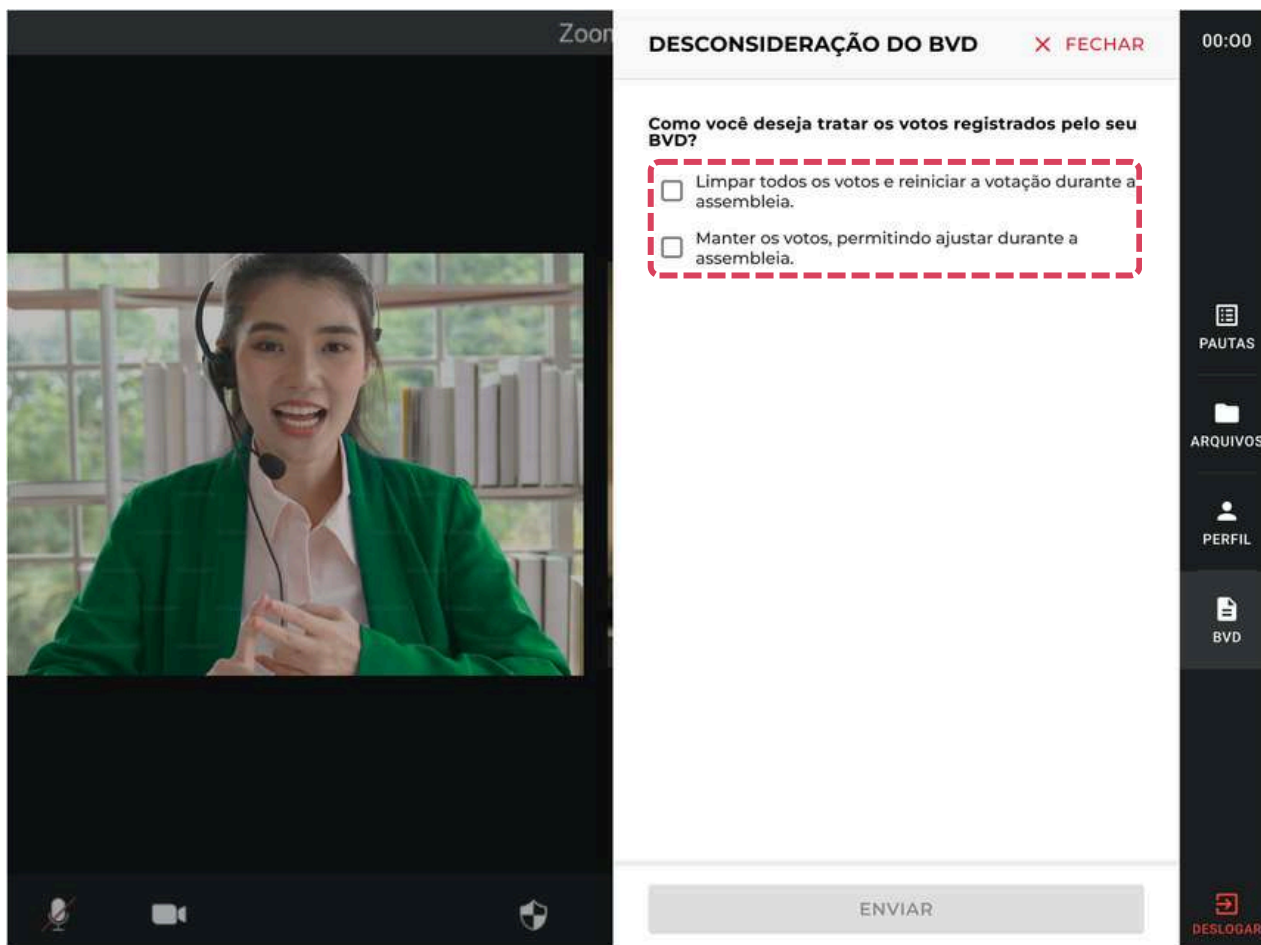 Zoom
DESCONSIDERAÇÃO DO BVD
FECHAR
00:00
Como você deseja tratar os votos registrados pelo seu
BVD?
Limpar todos os votos e reiniciar a votação durante a
assembleia.
Manter os votos, permitindo ajustar durante a
assembleia.
PAUTAS
ARQUIVOS
PERFIL
BVD
ENVIAR
DESLOGAR